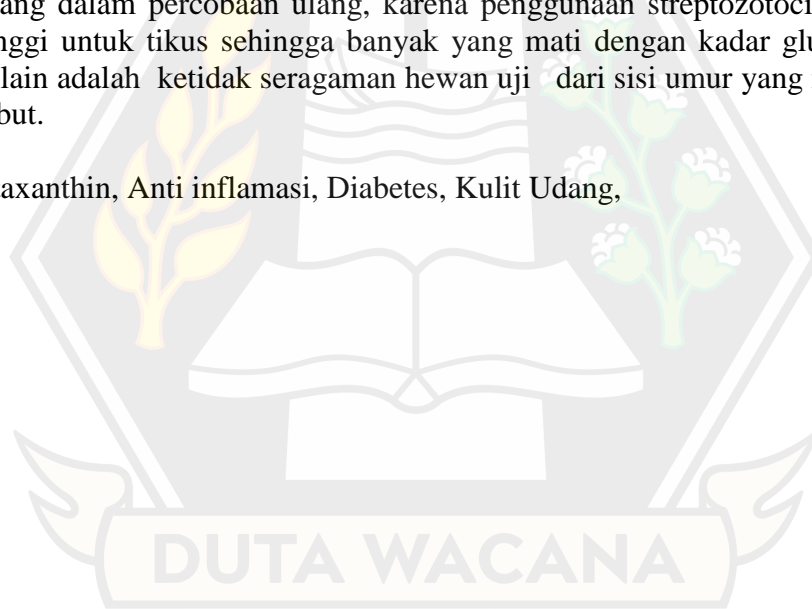 ang dalam percobaan ulang, karena penggunaan streptozotoci
nggi untuk tikus sehingga banyak yang mati dengan kadar glu
lain adalah ketidak seragaman hewan uji dari sisi umur yang
but.
axanthin, Anti inflamasi, Diabetes, Kulit Udang,
DUTA WACANA